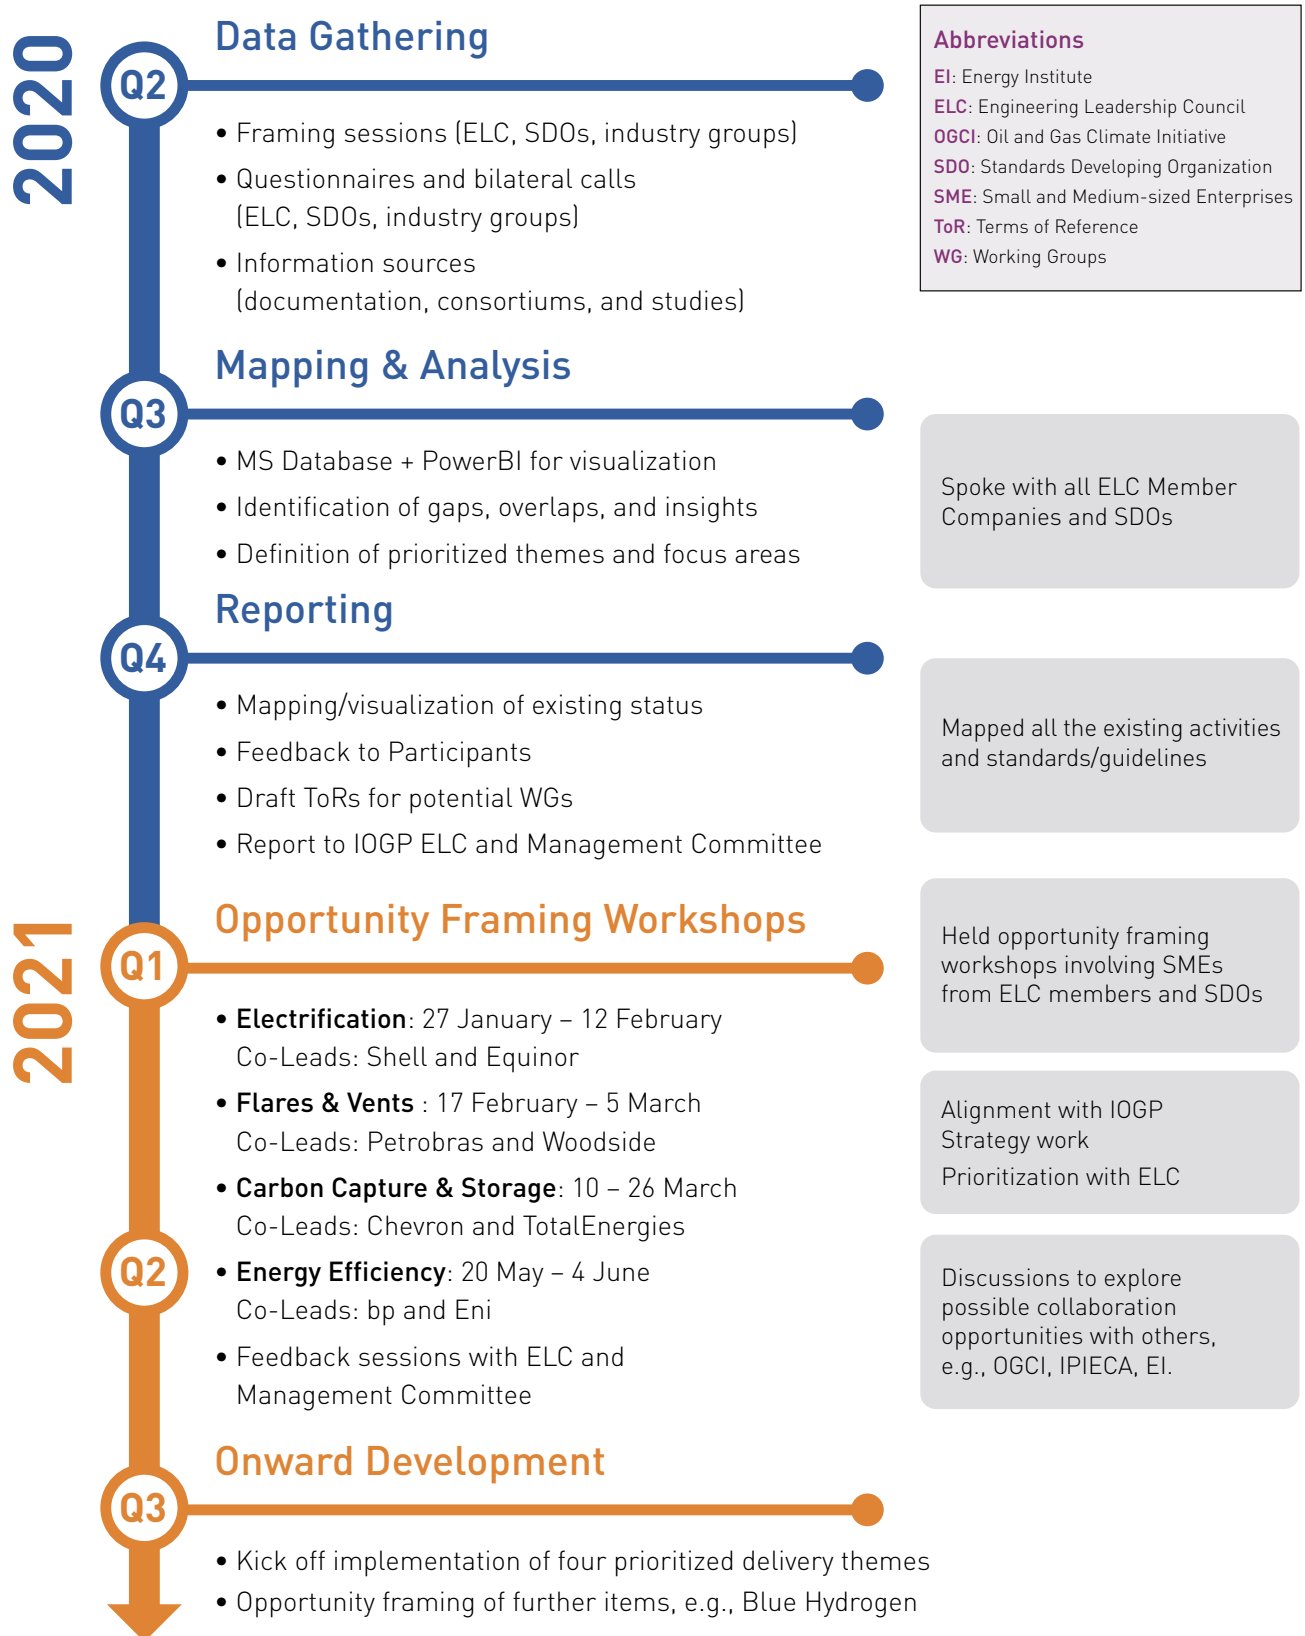 2020
Q2
Data Gathering
• Framing sessions (ELC, SDOs, industry groups)
• Questionnaires and bilateral calls
(ELC, SDOs, industry groups)
• Information sources
(documentation, consortiums, and studies)
Abbreviations
EI: Energy Institute
ELC: Engineering Leadership Council
OGCI: Oil and Gas Climate Initiative
SDO: Standards Developing Organization
SME: Small and Medium-sized Enterprises
ToR: Terms of Reference
WG: Working Groups
Q3
Mapping & Analysis
• MS Database + PowerBI for visualization
• Identification of gaps, overlaps, and insights
• Definition of prioritized themes and focus areas
Spoke with all ELC Member
Companies and SDOs
Q4
Reporting
• Mapping/visualization of existing status
• Feedback to Participants
• Draft ToRs for potential WGs
• Report to IOGP ELC and Management Committee
Mapped all the existing activities
and standards/guidelines
2021
Q1
Opportunity Framing Workshops
• Electrification: 27 January – 12 February
Co-Leads: Shell and Equinor
• Flares & Vents : 17 February – 5 March
Co-Leads: Petrobras and Woodside
• Carbon Capture & Storage: 10 – 26 March
Co-Leads: Chevron and TotalEnergies
Q2
• Energy Efficiency: 20 May – 4 June
Co-Leads: bp and Eni
• Feedback sessions with ELC and
Management Committee
Held opportunity framing
workshops involving SMEs
from ELC members and SDOs
Alignment with IOGP
Strategy work
Prioritization with ELC
Discussions to explore
possible collaboration
opportunities with others,
e.g., OGCI, IPIECA, EI.
Q3
Onward Development
• Kick off implementation of four prioritized delivery themes
• Opportunity framing of further items, e.g., Blue Hydrogen